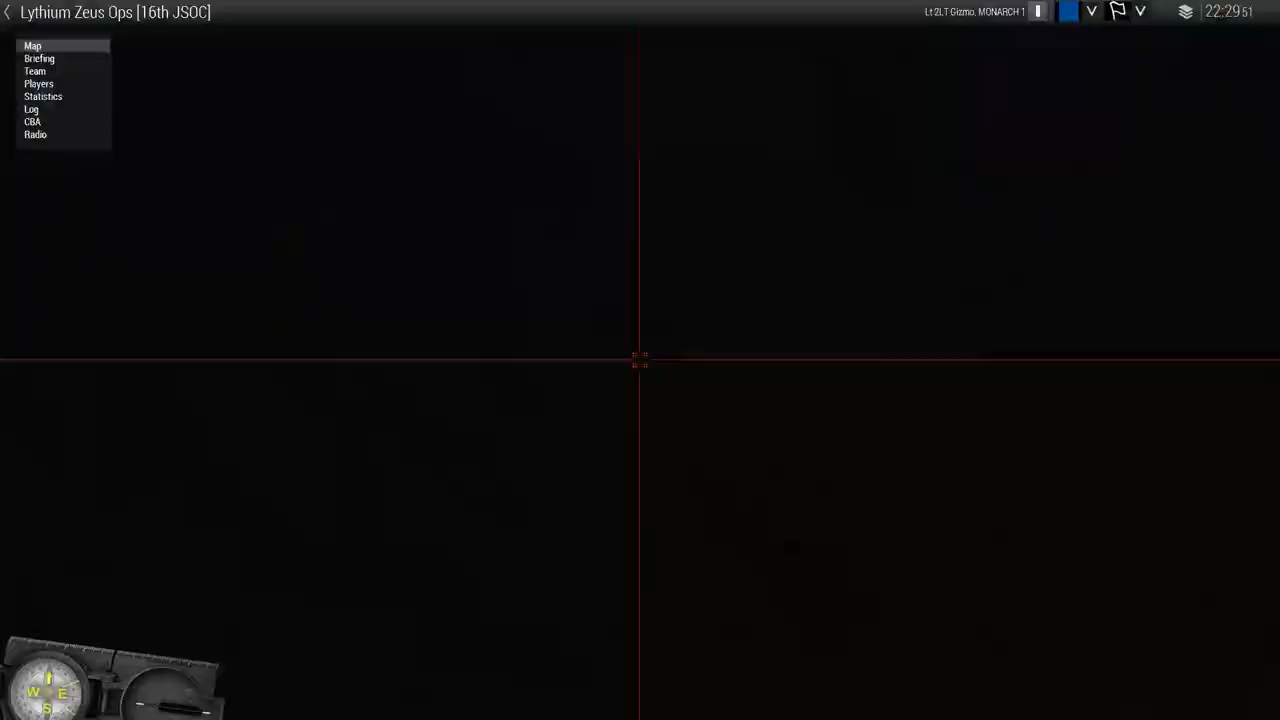 Lythium Zeus Ops [16th JSOC]
Lt 2LT Gizmo, MONARCH 1
22:29 51
Map
Briefing
Team
Players
Statistics
Log
CBA
Radio
W E
S